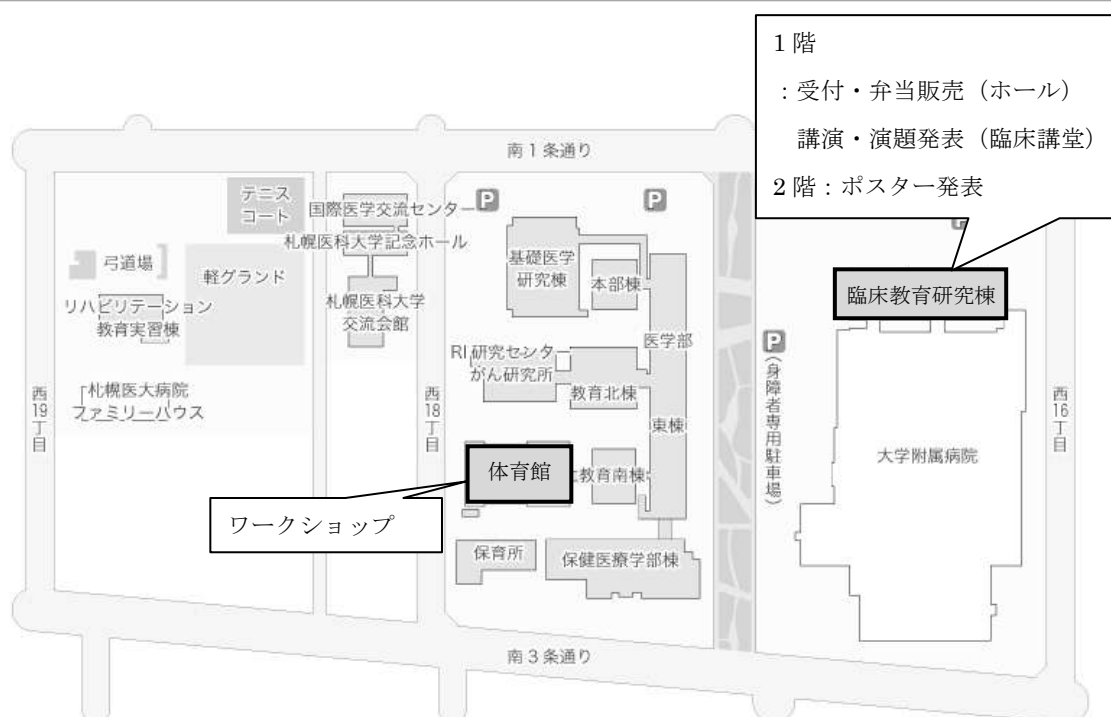 1 階
：受付・弁当販売（ホール）
講演・演題発表（臨床講堂）
2 階：ポスター発表
南1条通り
テニス
コート
国際医学交流センター
P
P
P
札幌医科大学記念ホール
弓道場
軽グランド
基礎医学
研究棟
本部棟
臨床教育研究棟
リハビリテーション
教育実習棟
札幌医科大学
交流会館
医学部
RI研究センター
がん研究所
教育北棟
P
(身障者専用駐車場)
西19丁目
札幌医大病院
ファミリーハウス
西18丁目
東棟
西16丁目
大学附属病院
体育館
教育南棟
ワークショップ
保育所
保健医療学部棟
南3条通り